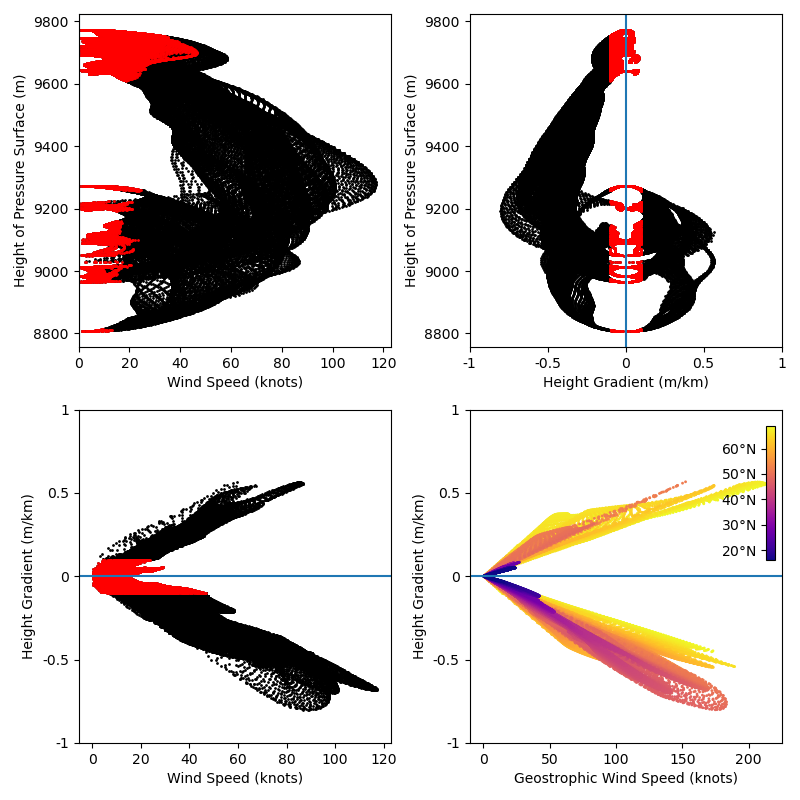 9800
9600
9400
9200
9000
8800
Height of Pressure Surface (m)
0 20 40 60 80 100 120
Wind Speed (knots)
9800
9600
9400
9200
9000
8800
Height of Pressure Surface (m)
-1 -0.5 0 0.5 1
Height Gradient (m/km)
1
0.5
0
-0.5
-1
Height Gradient (m/km)
0 20 40 60 80 100 120
Wind Speed (knots)
1
0.5
0
-0.5
-1
Height Gradient (m/km)
60°N
50°N
40°N
30°N
20°N
0 50 100 150 200
Geostrophic Wind Speed (knots)